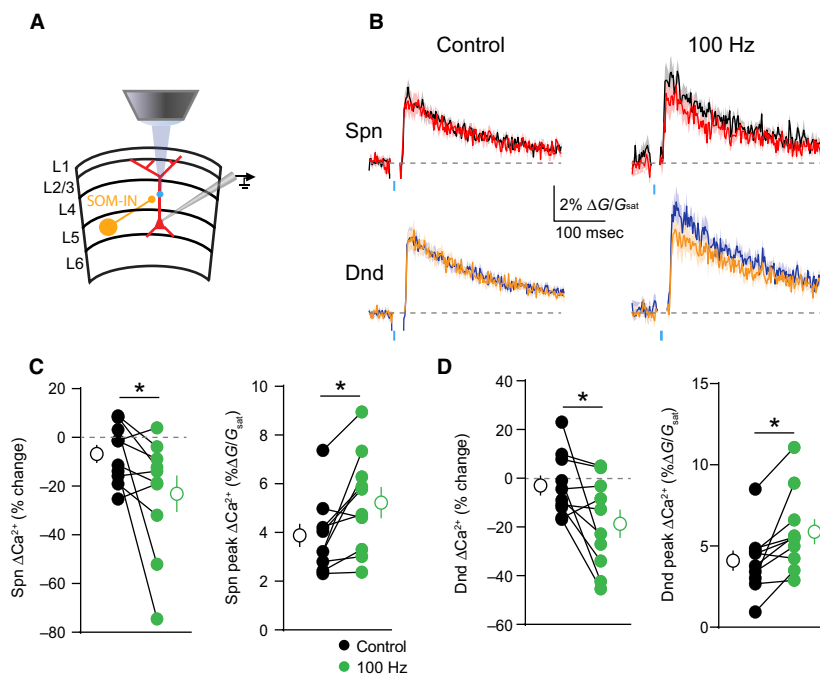 A
L1
L2/3
SOM-IN
L4
L5
L6
B
Control
100 Hz
Spn
2% ΔG/Gsat
100 msec
Dnd
C
Spn ΔCa²⁺ (% change)
20
0
−20
−40
−60
−80
*
Spn peak ΔCa²⁺ (%ΔG/Gsat)
10
8
6
4
2
0
*
D
Dnd ΔCa²⁺ (% change)
40
20
0
−20
−40
−60
*
Dnd peak ΔCa²⁺ (%ΔG/Gsat)
15
10
5
0
*
Control
100 Hz